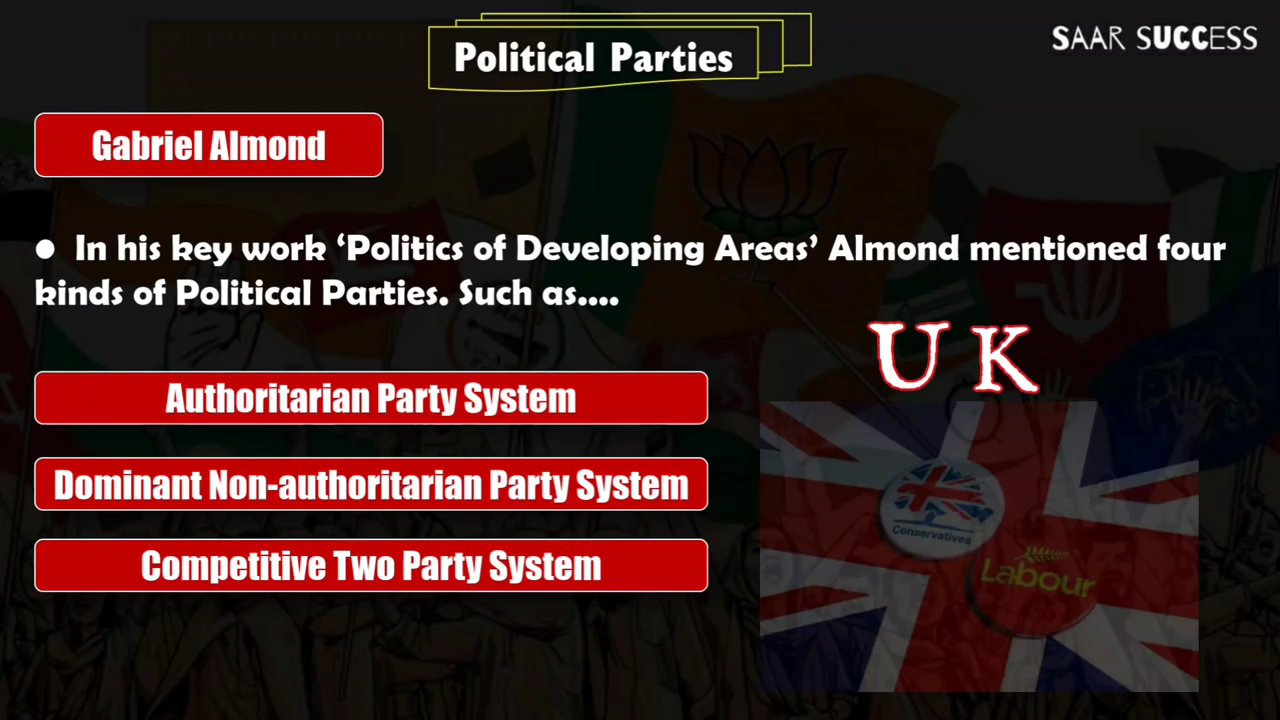 Political Parties
SAAR SUCCESS
Gabriel Almond
● In his key work ‘Politics of Developing Areas’ Almond mentioned four
kinds of Political Parties. Such as....
UK
Authoritarian Party System
Dominant Non-authoritarian Party System
Conservatives
Labour
Competitive Two Party System